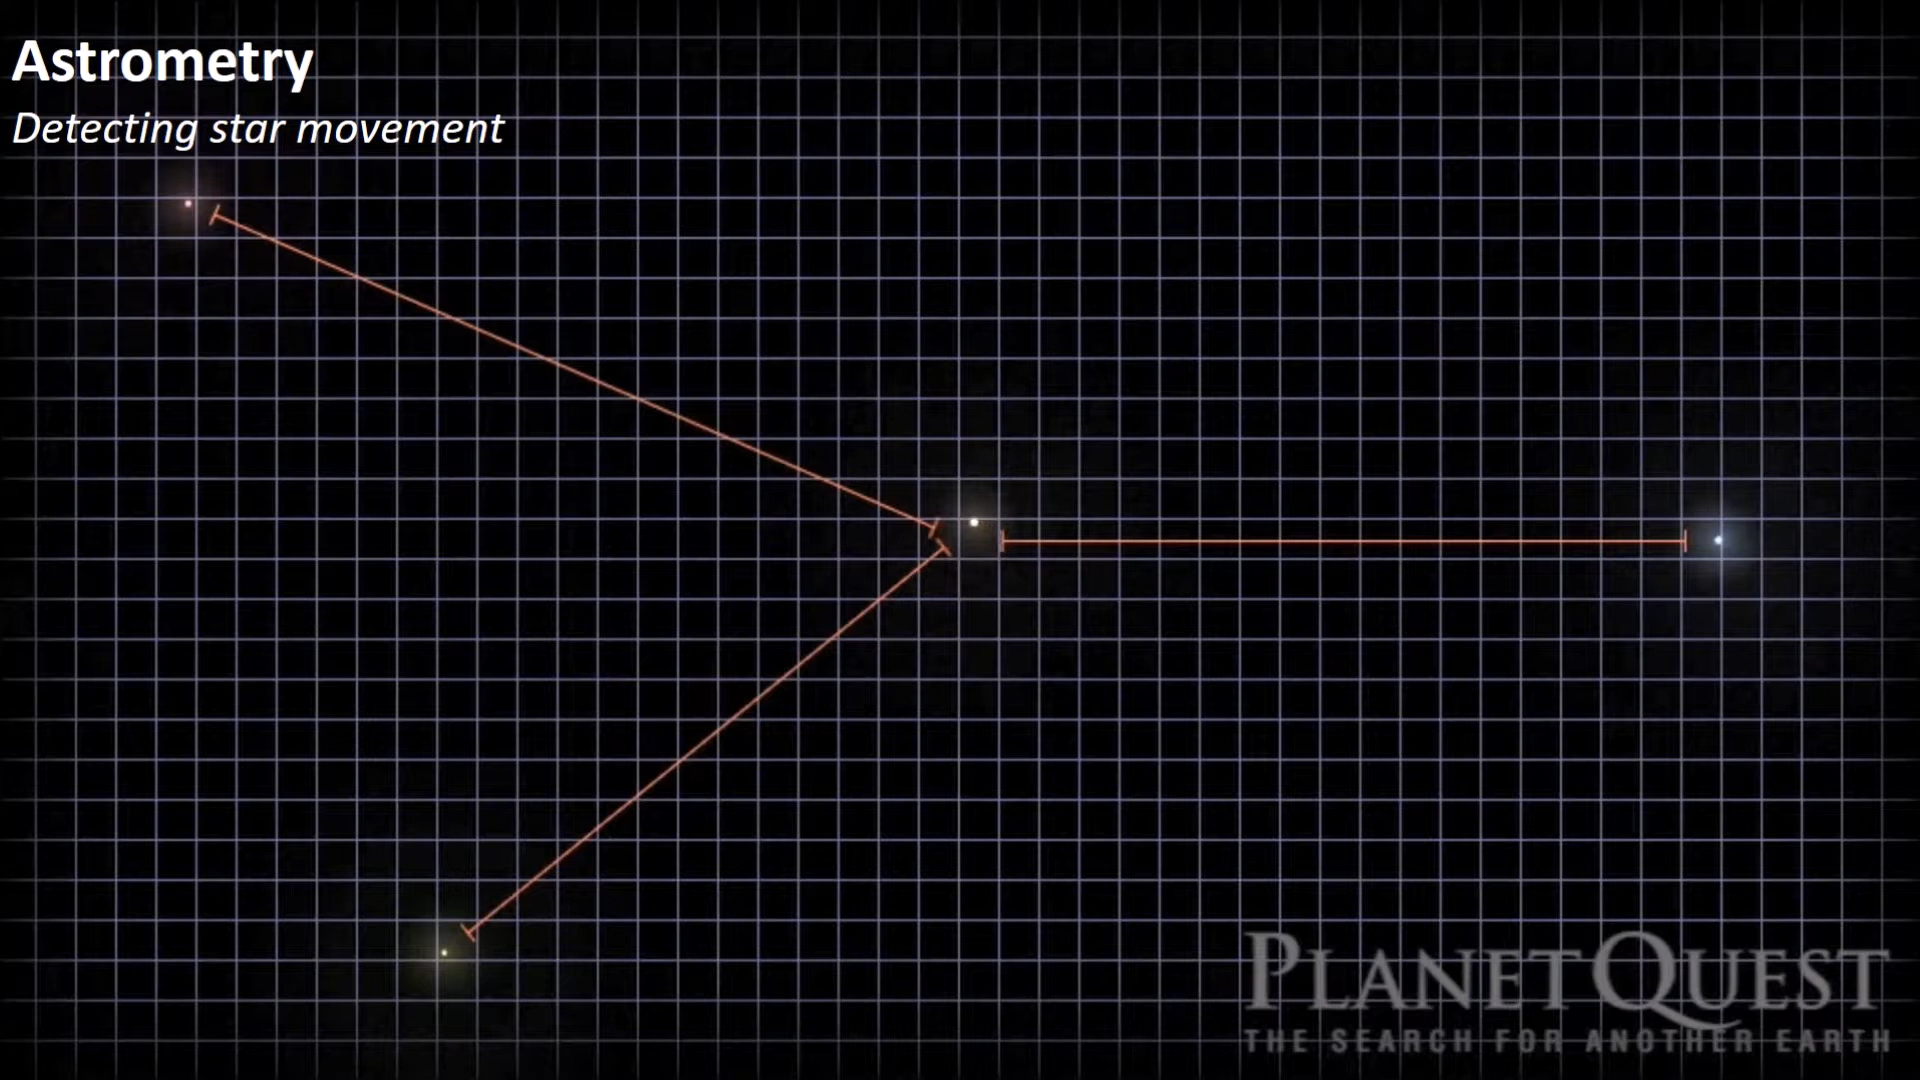 Astrometry
Detecting star movement
PLANETQUEST
THE SEARCH FOR ANOTHER EARTH